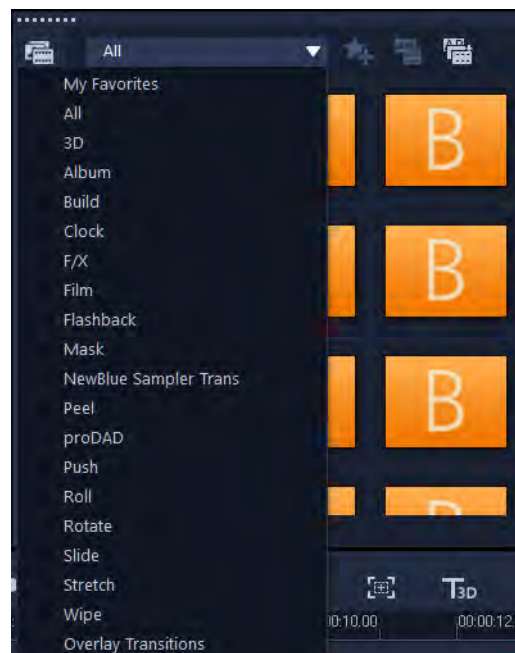 All
My Favorites
All
3D
Album
Build
Clock
F/X
Film
Flashback
Mask
NewBlue Sampler Trans
Peel
proDAD
Push
Roll
Rotate
Slide
Stretch
Wipe
Overlay Transitions
B
B
B
B
T3D
00:10.00
00:00:12.